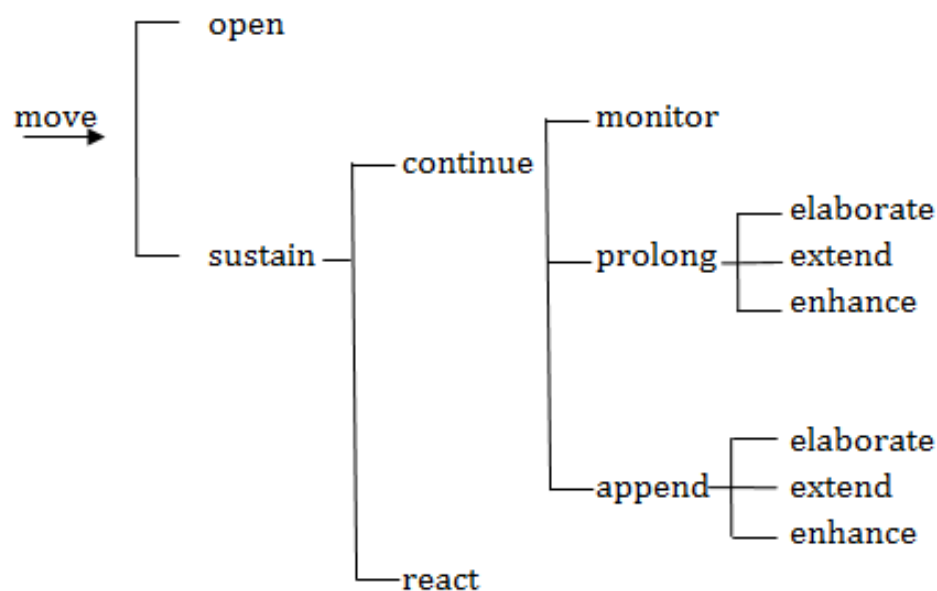 open
move
monitor
continue
elaborate
sustain
prolong
extend
enhance
elaborate
append
extend
enhance
react